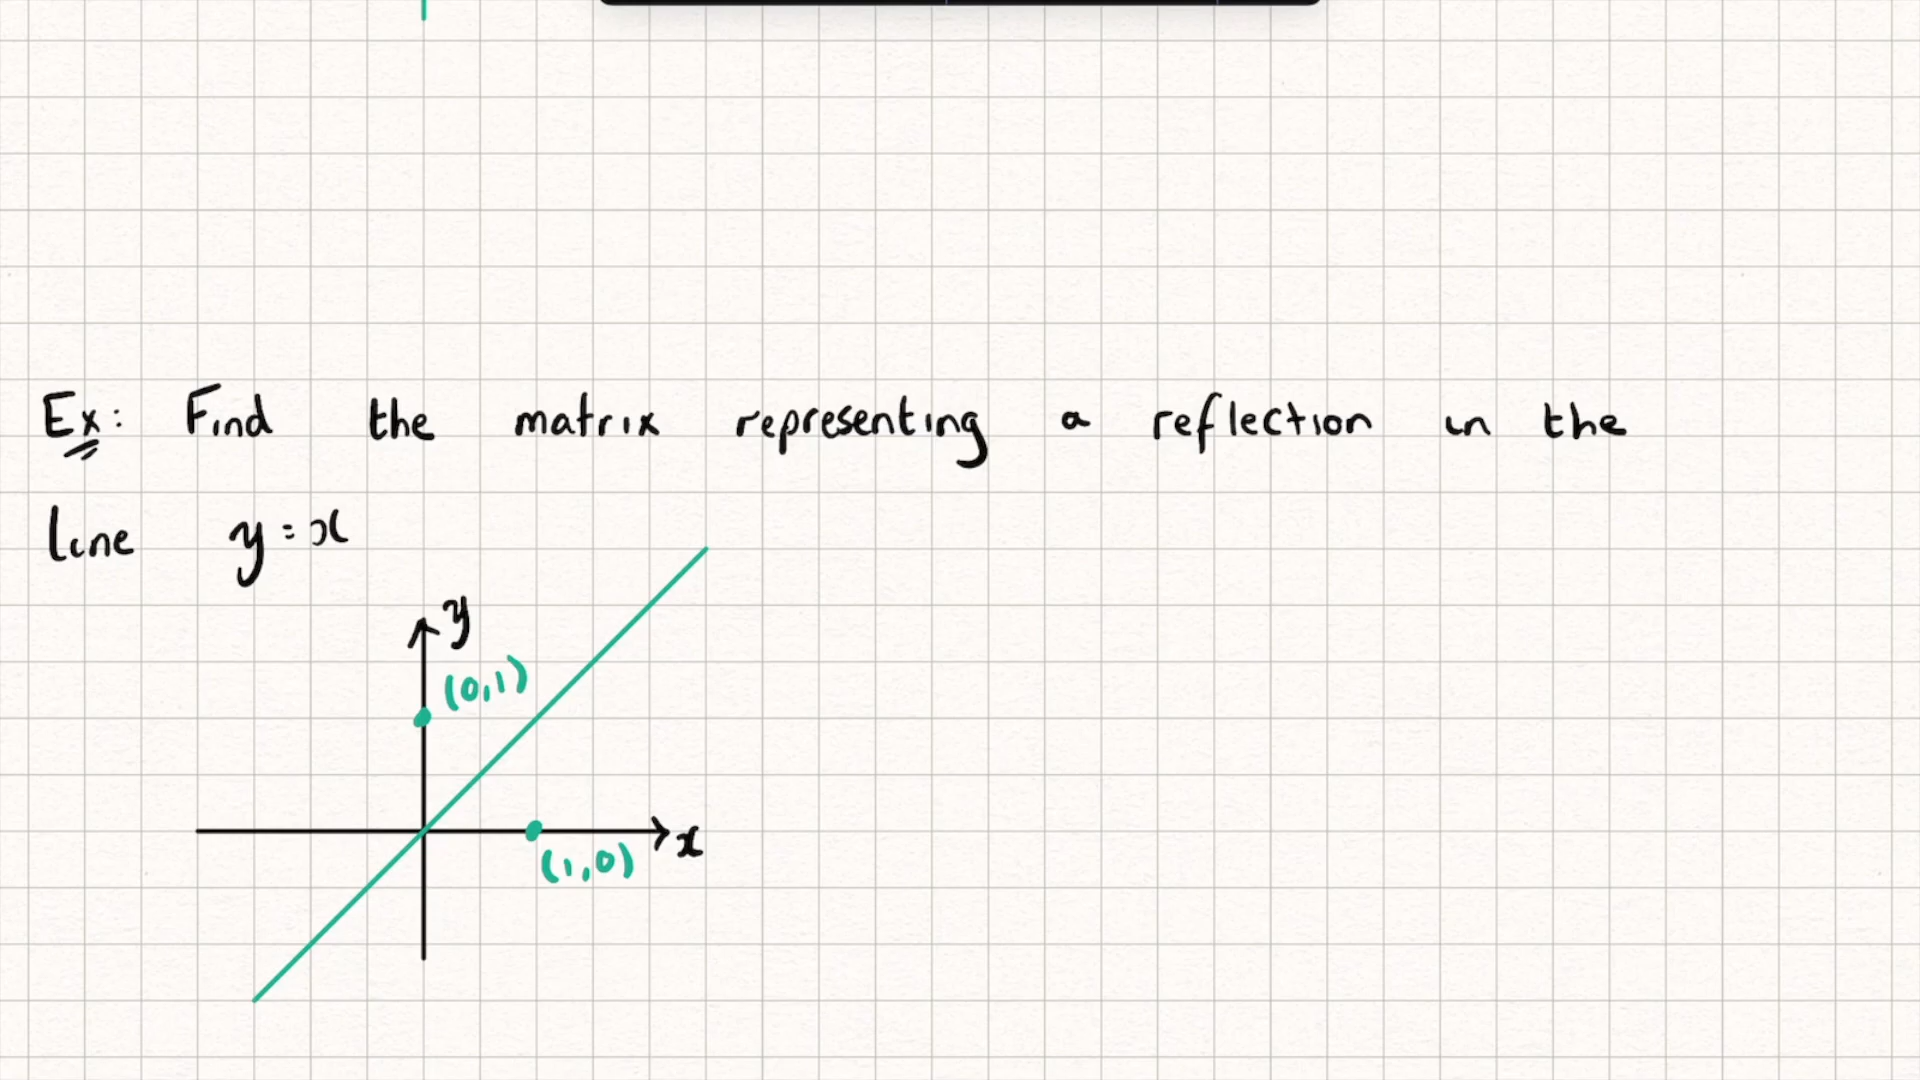 Ex: Find the matrix representing a reflection in the
line y=x
y
(0,1)
x
(1,0)